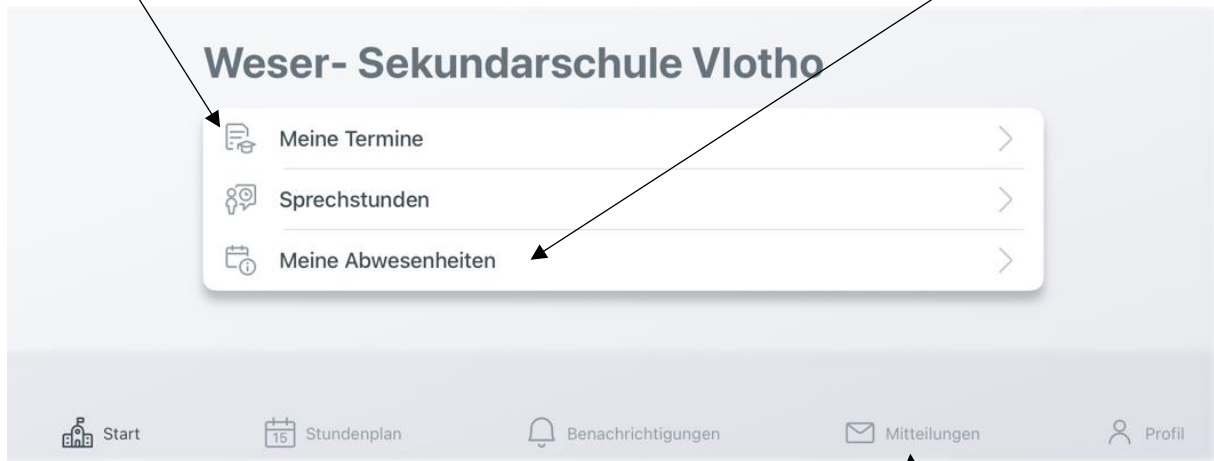 Weser- Sekundarschule Vlotho
Meine Termine
Sprechstunden
Meine Abwesenheiten
Start 15 Stundenplan Benachrichtigungen Mitteilungen Profil